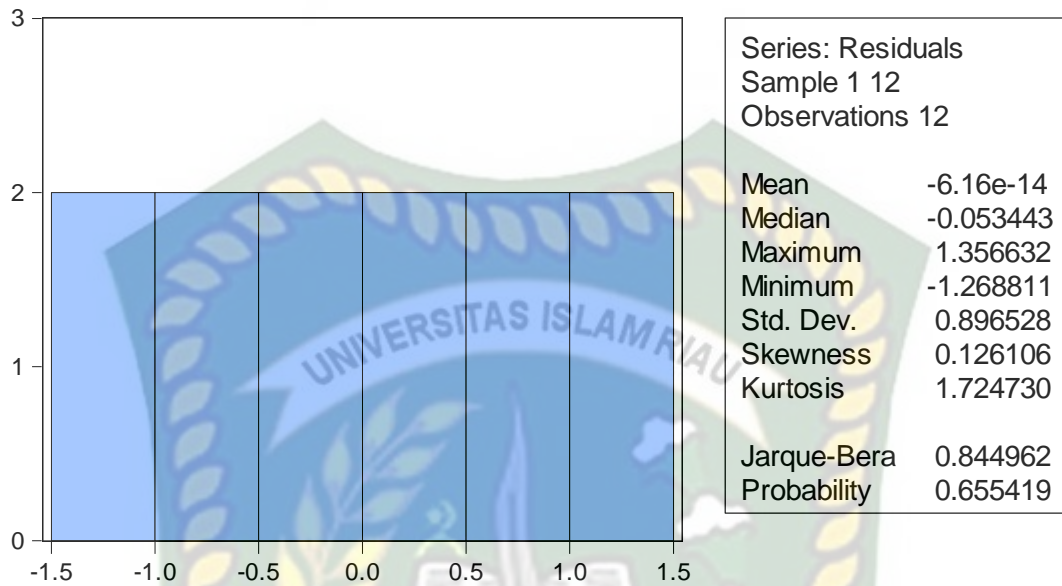 3
2
1
0
-1.5 -1.0 -0.5 0.0 0.5 1.0 1.5
UNIVERSITAS ISLAM RIAU
Series: Residuals
Sample 1 12
Observations 12
Mean -6.16e-14
Median -0.053443
Maximum 1.356632
Minimum -1.268811
Std. Dev. 0.896528
Skewness 0.126106
Kurtosis 1.724730
Jarque-Bera 0.844962
Probability 0.655419